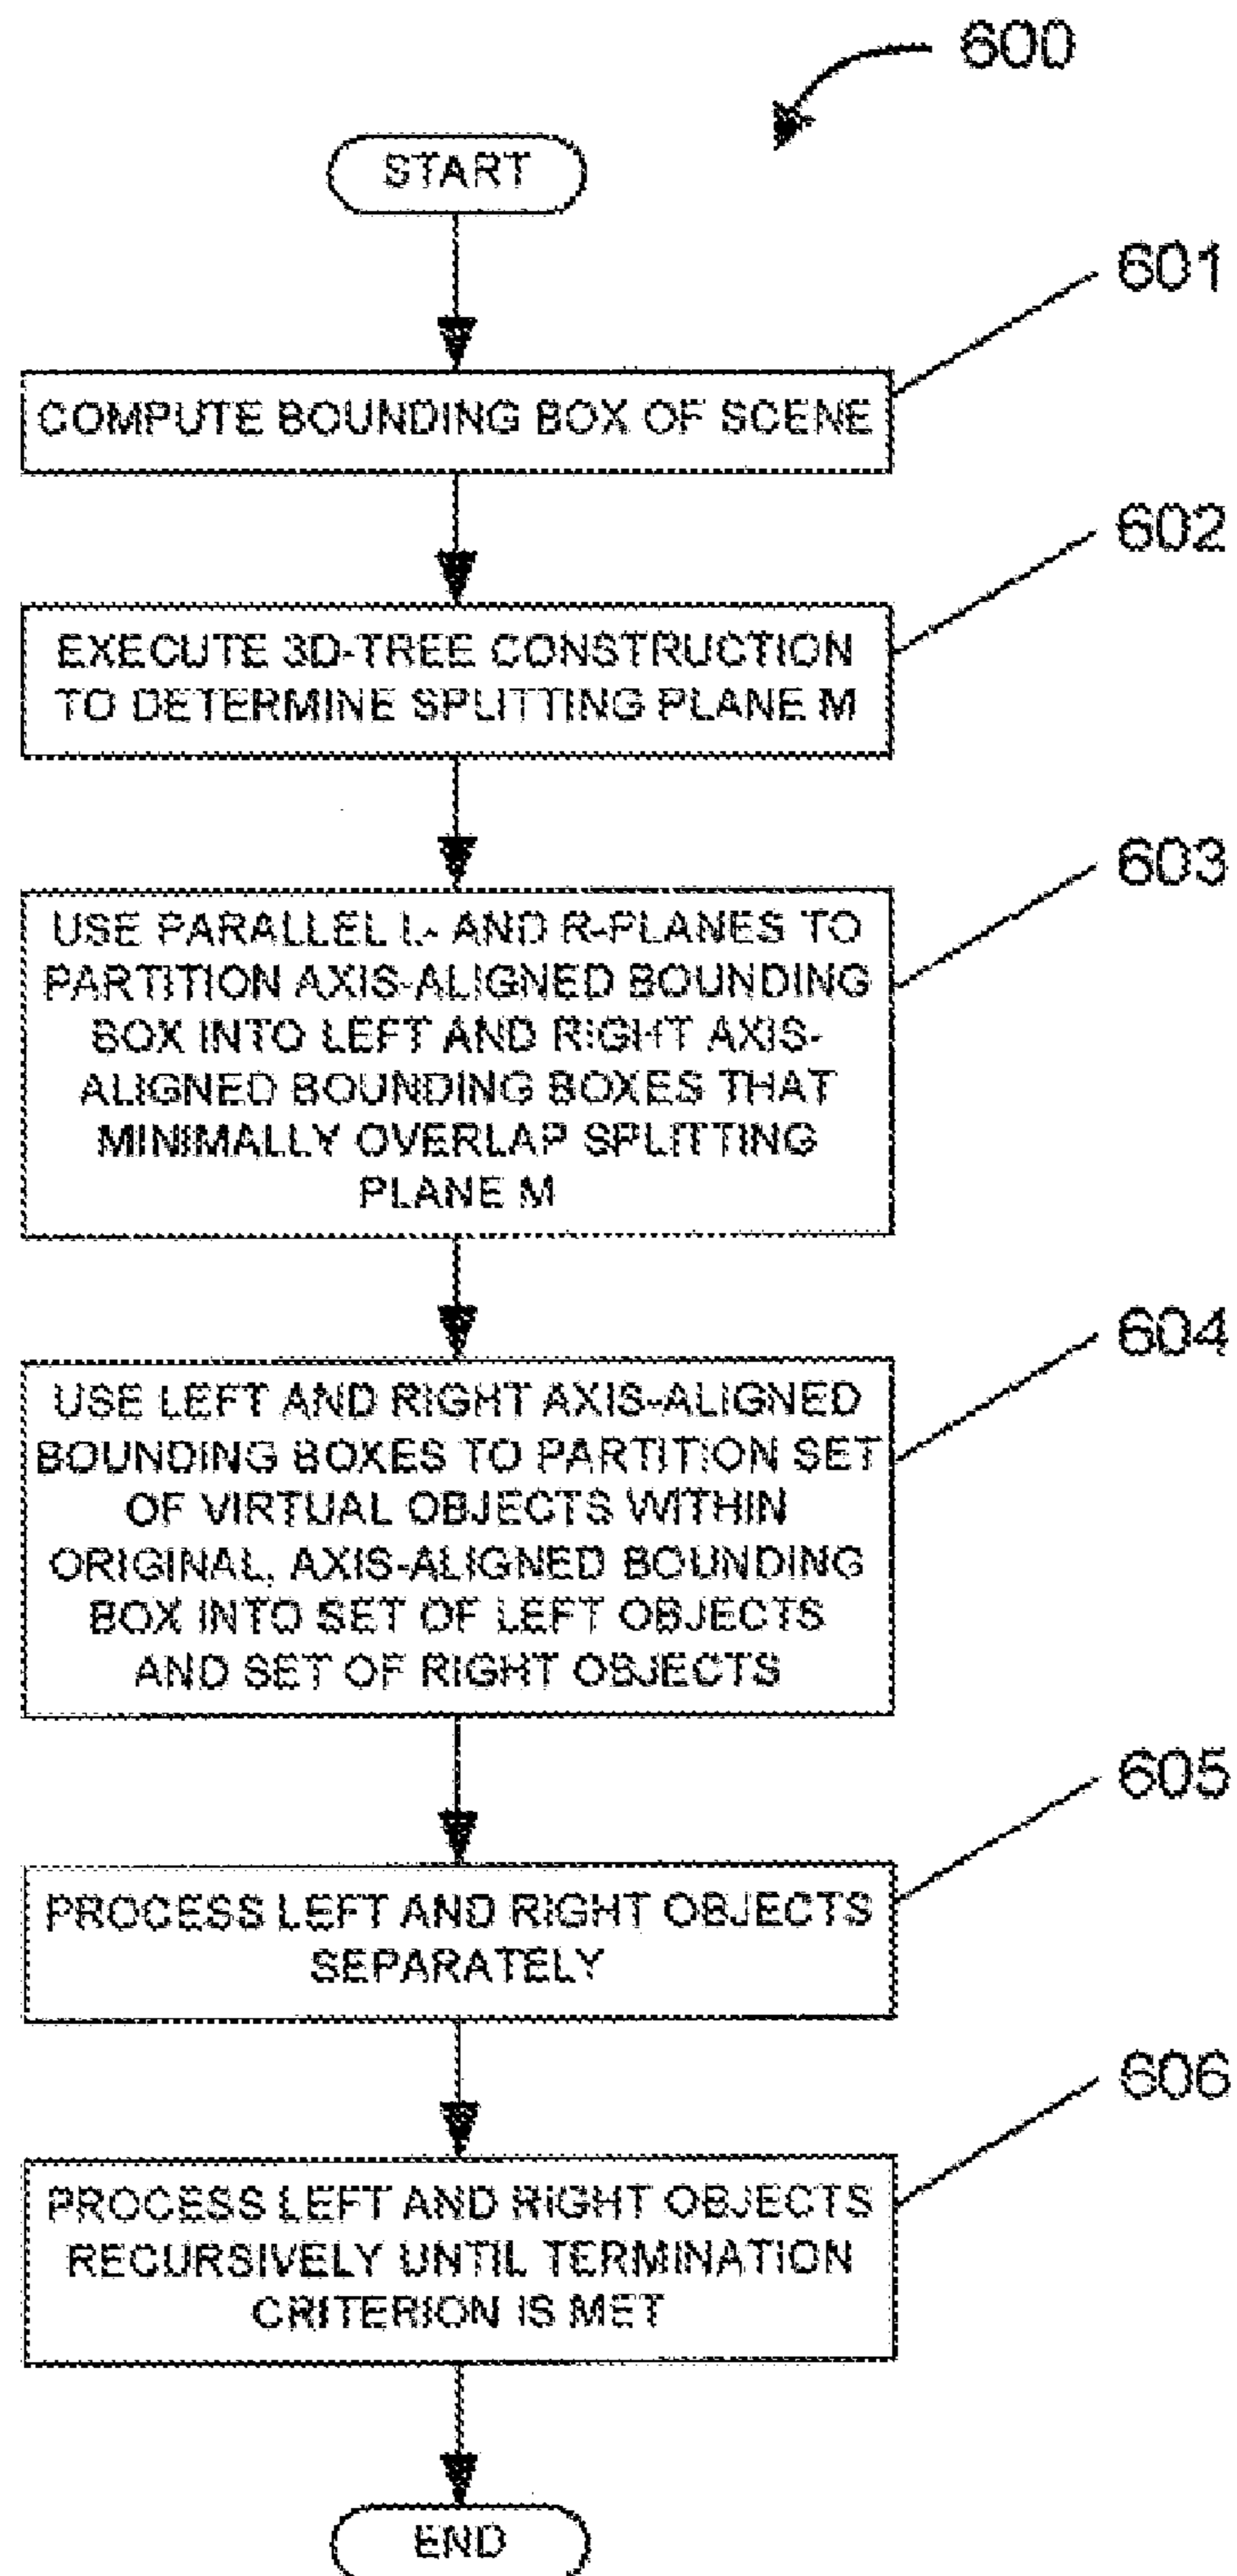 600
START
601
COMPUTE BOUNDING BOX OF SCENE
602
EXECUTE 3D-TREE CONSTRUCTION
TO DETERMINE SPLITTING PLANE M
603
USE PARALLEL L- AND R-PLANES TO
PARTITION AXIS-ALIGNED BOUNDING
BOX INTO LEFT AND RIGHT AXIS-
ALIGNED BOUNDING BOXES THAT
MINIMALLY OVERLAP SPLITTING
PLANE M
604
USE LEFT AND RIGHT AXIS-ALIGNED
BOUNDING BOXES TO PARTITION SET
OF VIRTUAL OBJECTS WITHIN
ORIGINAL, AXIS-ALIGNED BOUNDING
BOX INTO SET OF LEFT OBJECTS
AND SET OF RIGHT OBJECTS
605
PROCESS LEFT AND RIGHT OBJECTS
SEPARATELY
606
PROCESS LEFT AND RIGHT OBJECTS
RECURSIVELY UNTIL TERMINATION
CRITERION IS MET
END